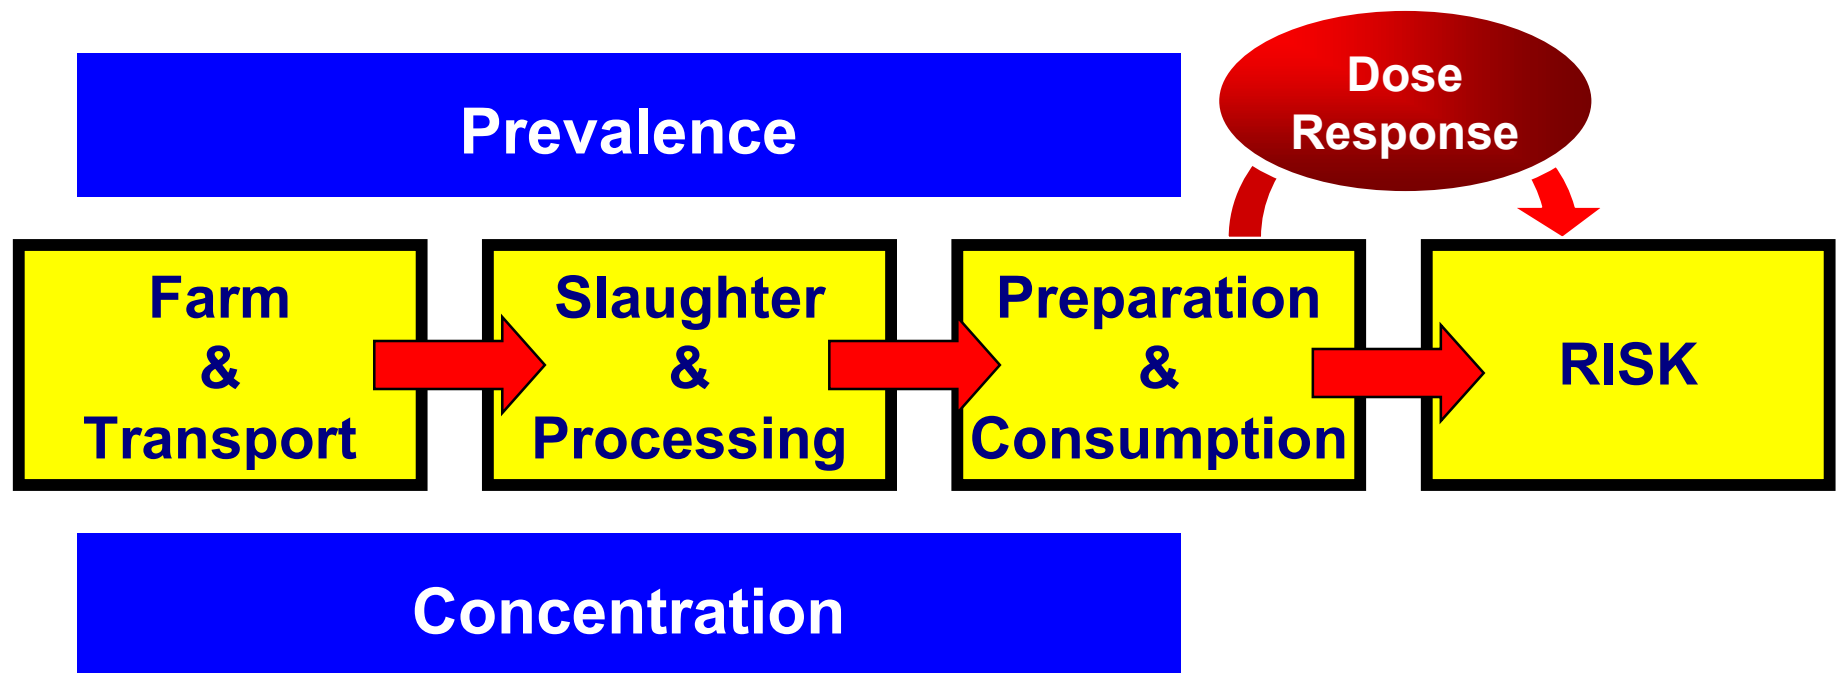 Prevalence
Dose
Response
Farm
&
Transport
Slaughter
&
Processing
Preparation
&
Consumption
RISK
Concentration